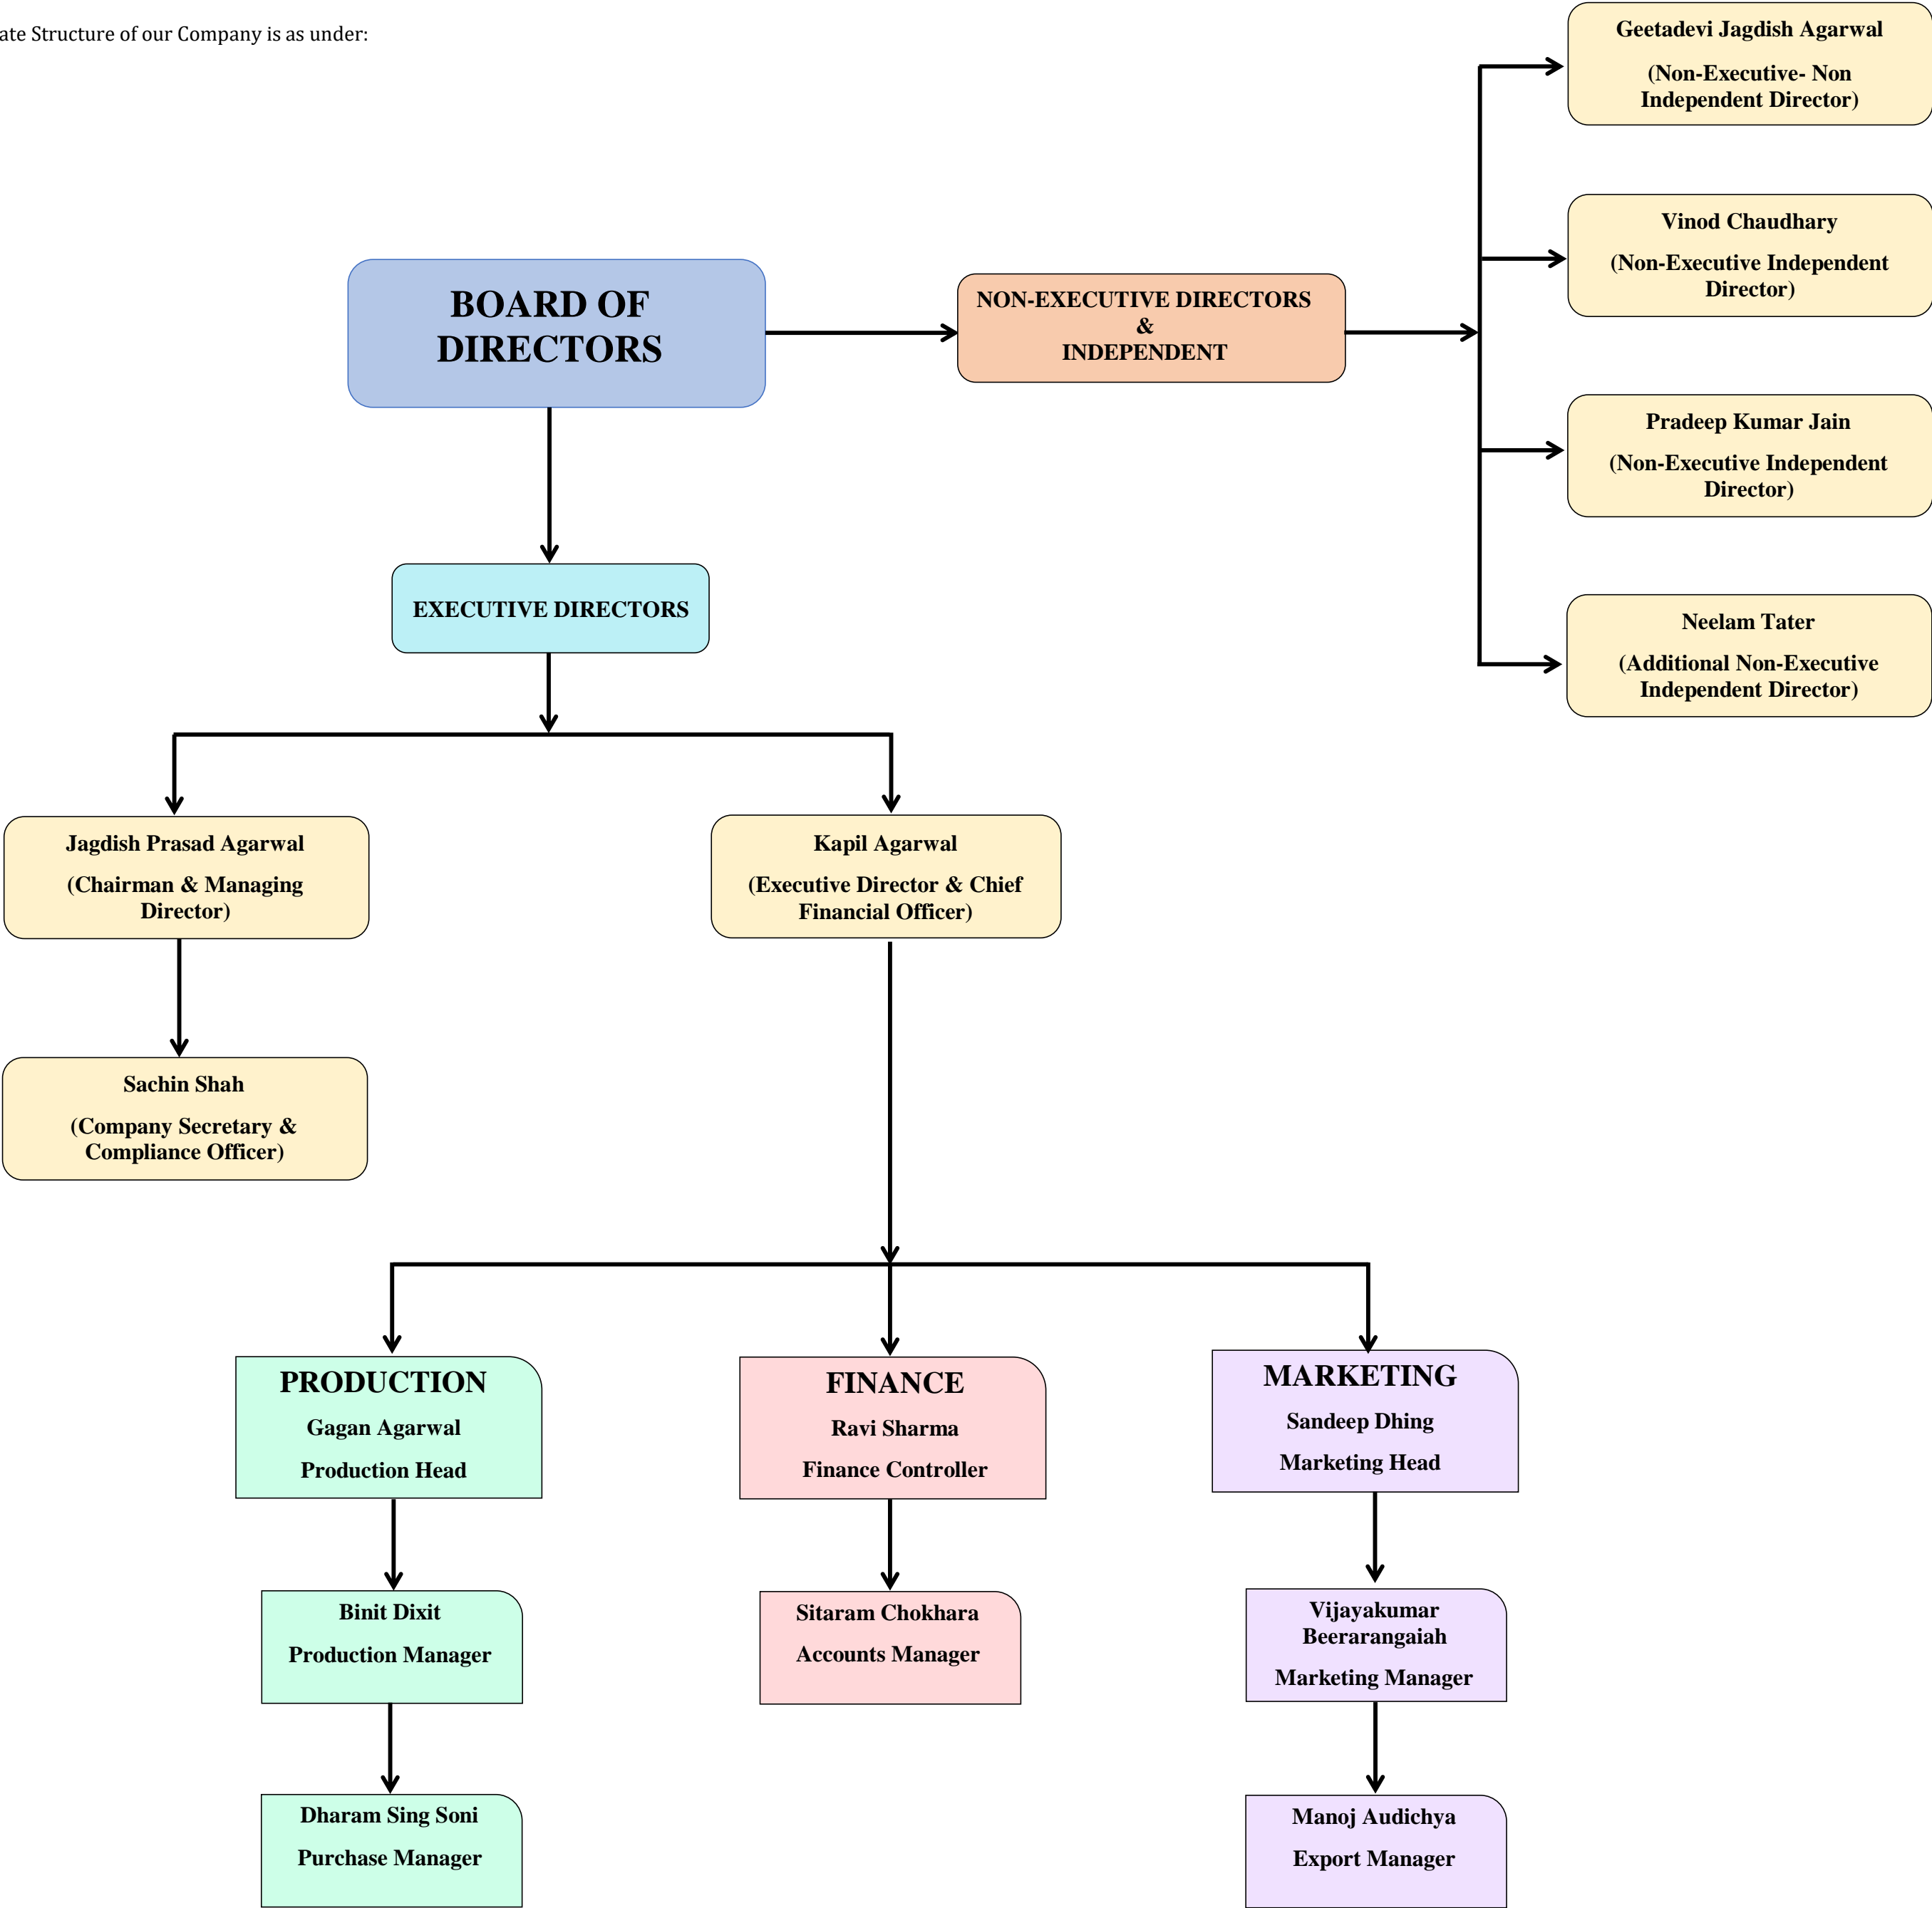 ate Structure of our Company is as under:
Geetadevi Jagdish Agarwal
(Non-Executive- Non
Independent Director)
Vinod Chaudhary
(Non-Executive Independent
Director)
BOARD OF
DIRECTORS
NON-EXECUTIVE DIRECTORS
&
INDEPENDENT
Pradeep Kumar Jain
(Non-Executive Independent
Director)
Neelam Tater
(Additional Non-Executive
Independent Director)
EXECUTIVE DIRECTORS
Jagdish Prasad Agarwal
(Chairman & Managing
Director)
Kapil Agarwal
(Executive Director & Chief
Financial Officer)
Sachin Shah
(Company Secretary &
Compliance Officer)
PRODUCTION
Gagan Agarwal
Production Head
FINANCE
Ravi Sharma
Finance Controller
MARKETING
Sandeep Dhing
Marketing Head
Binit Dixit
Production Manager
Sitaram Chokhara
Accounts Manager
Vijayakumar
Beerarangaiah
Marketing Manager
Dharam Sing Soni
Purchase Manager
Manoj Audichya
Export Manager